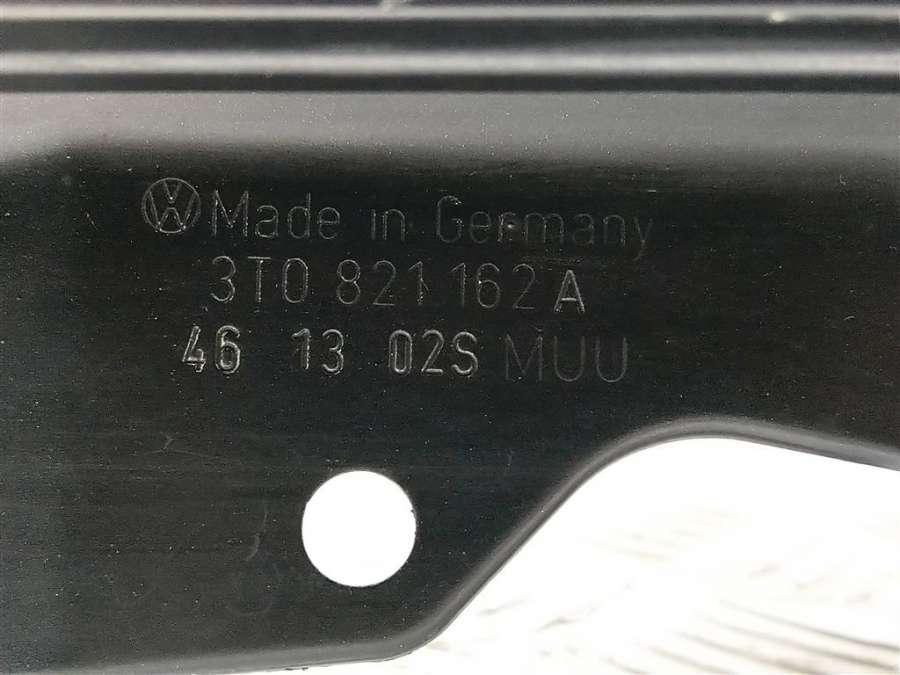 Made in Germany
3T0 821 162 A
46 13 02S MUU